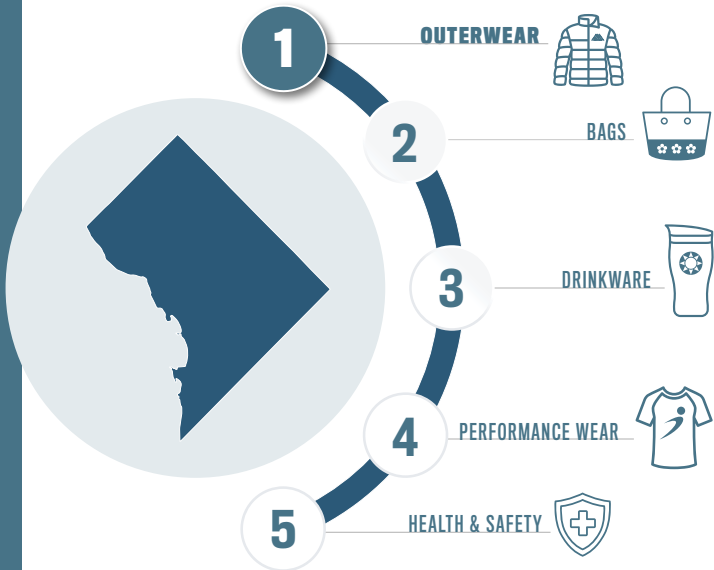 1 OUTERWEAR
2 BAGS
3 DRINKWARE
4 PERFORMANCE WEAR
5 HEALTH & SAFETY